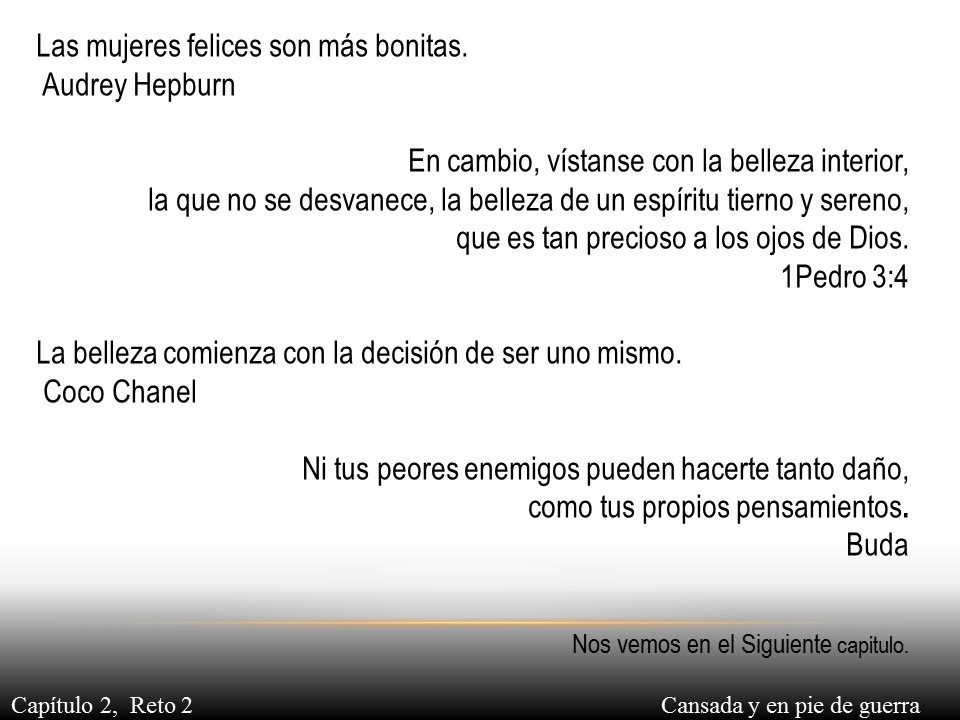 Las mujeres felices son más bonitas.
Audrey Hepburn
En cambio, vístanse con la belleza interior,
la que no se desvanece, la belleza de un espíritu tierno y sereno,
que es tan precioso a los ojos de Dios.
1Pedro 3:4
La belleza comienza con la decisión de ser uno mismo.
Coco Chanel
Ni tus peores enemigos pueden hacerte tanto daño,
como tus propios pensamientos.
Buda
Nos vemos en el Siguiente capitulo.
Capítulo 2,  Reto 2
Cansada y en pie de guerra